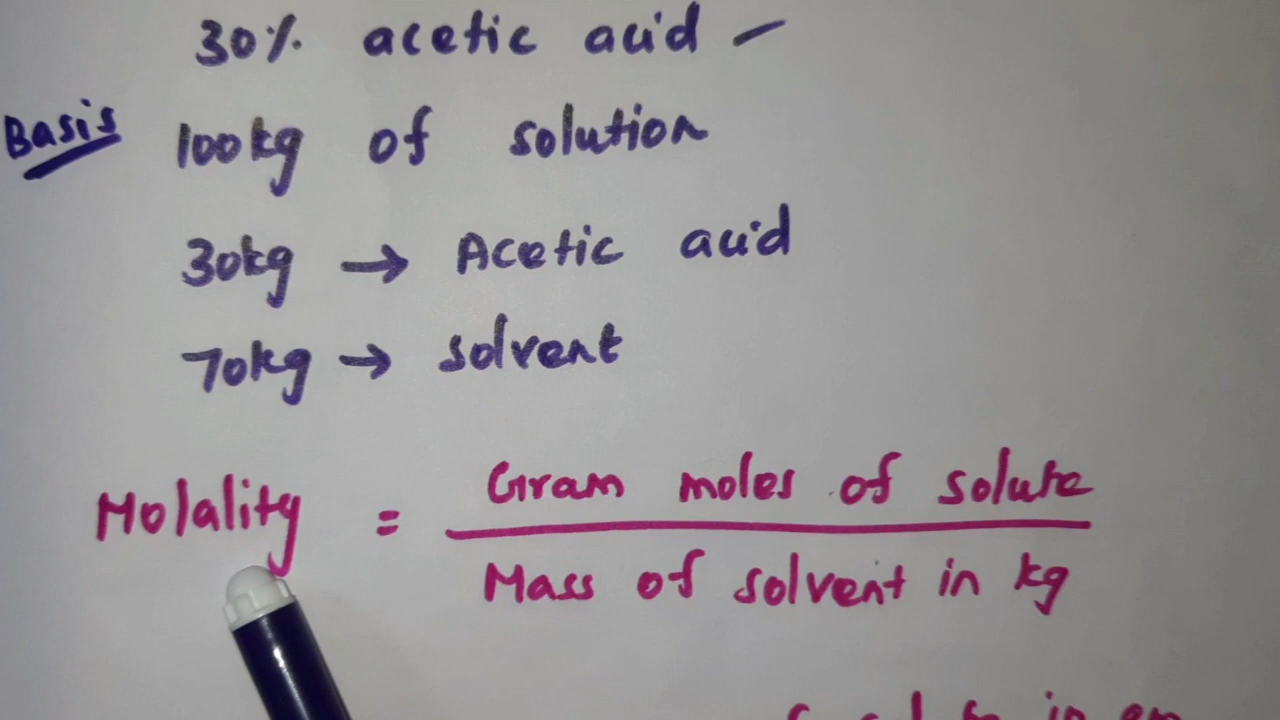 30% acetic acid –
Basis 100kg of solution
30kg → Acetic acid
70kg → solvent
Molality = Gram moles of solute
Mass of solvent in kg